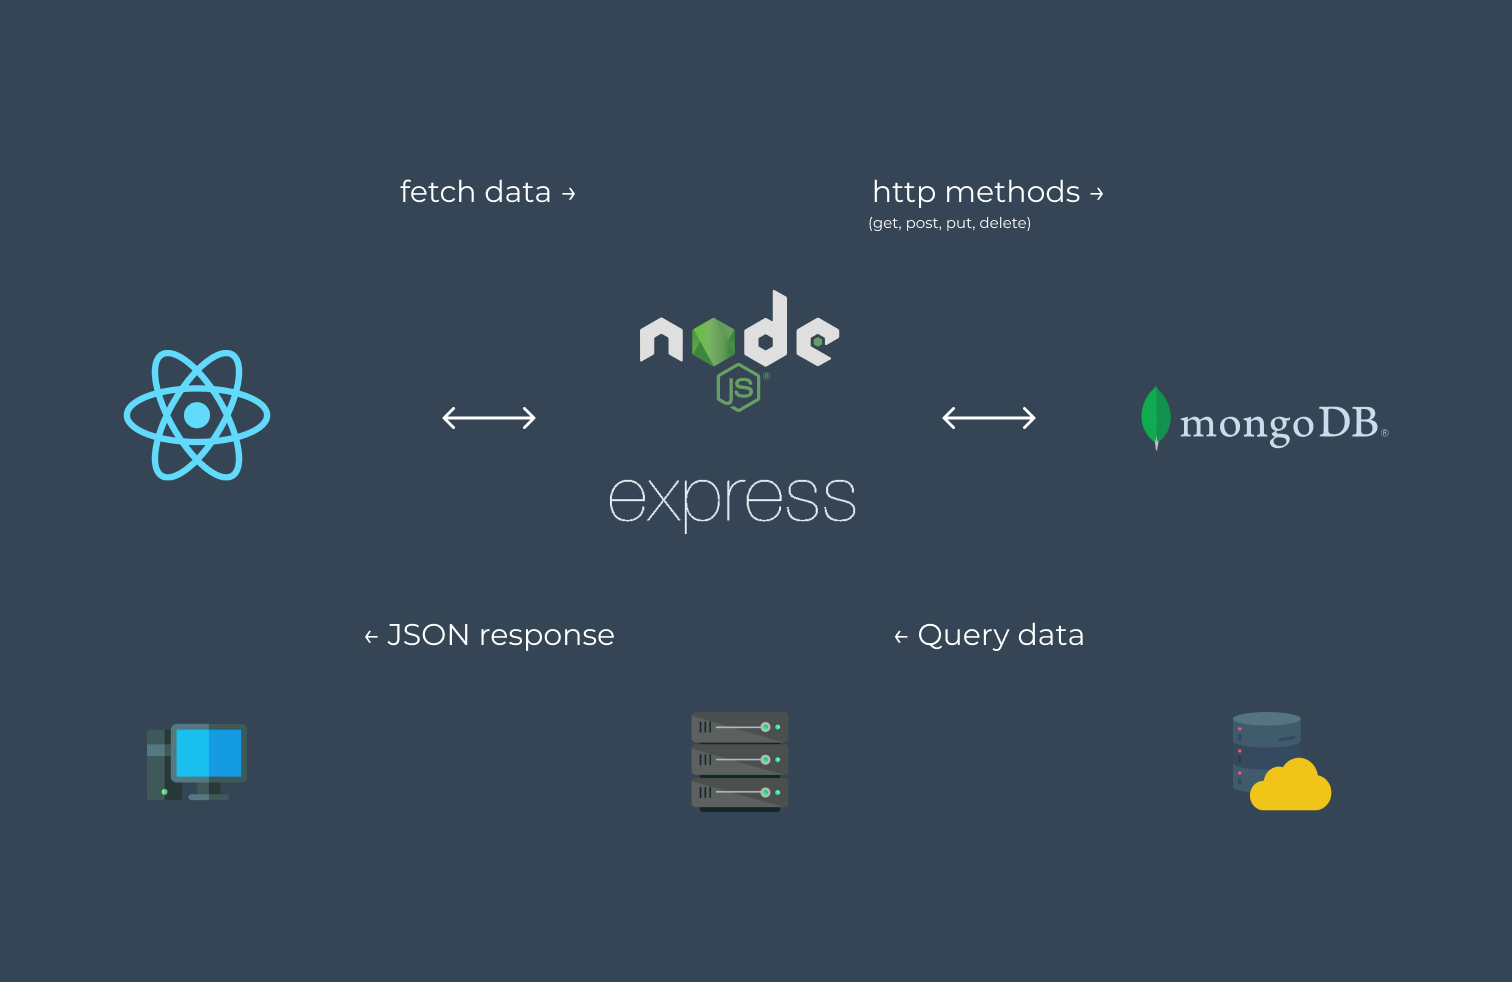 fetch data →
http methods →
(get, post, put, delete)
node
JS®
mongoDB®
express
← JSON response
← Query data